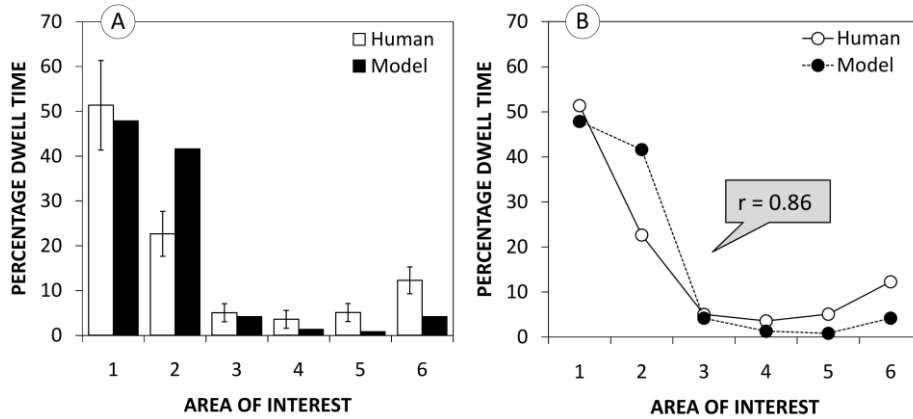 A
70
60
50
40
30
20
10
0
PERCENTAGE DWELL TIME
Human
Model
1 2 3 4 5 6
AREA OF INTEREST
B
70
60
50
40
30
20
10
0
PERCENTAGE DWELL TIME
Human
Model
r = 0.86
1 2 3 4 5 6
AREA OF INTEREST